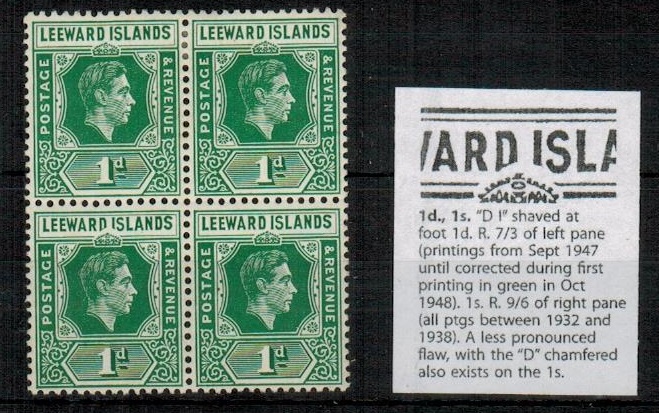 LEEWARD ISLANDS
POSTAGE
& REVENUE
1d
LEEWARD ISLANDS
POSTAGE
& REVENUE
1d
LEEWARD ISLANDS
POSTAGE
& REVENUE
1d
LEEWARD ISLANDS
POSTAGE
& REVENUE
1d
WARD ISLA
1d., 1s. "D I" shaved at
foot 1d. R. 7/3 of left pane
(printings from Sept 1947
until corrected during first
printing in green in Oct
1948). 1s. R. 9/6 of right pane
(all ptgs between 1932 and
1938). A less pronounced
flaw, with the "D" chamfered
also exists on the 1s.